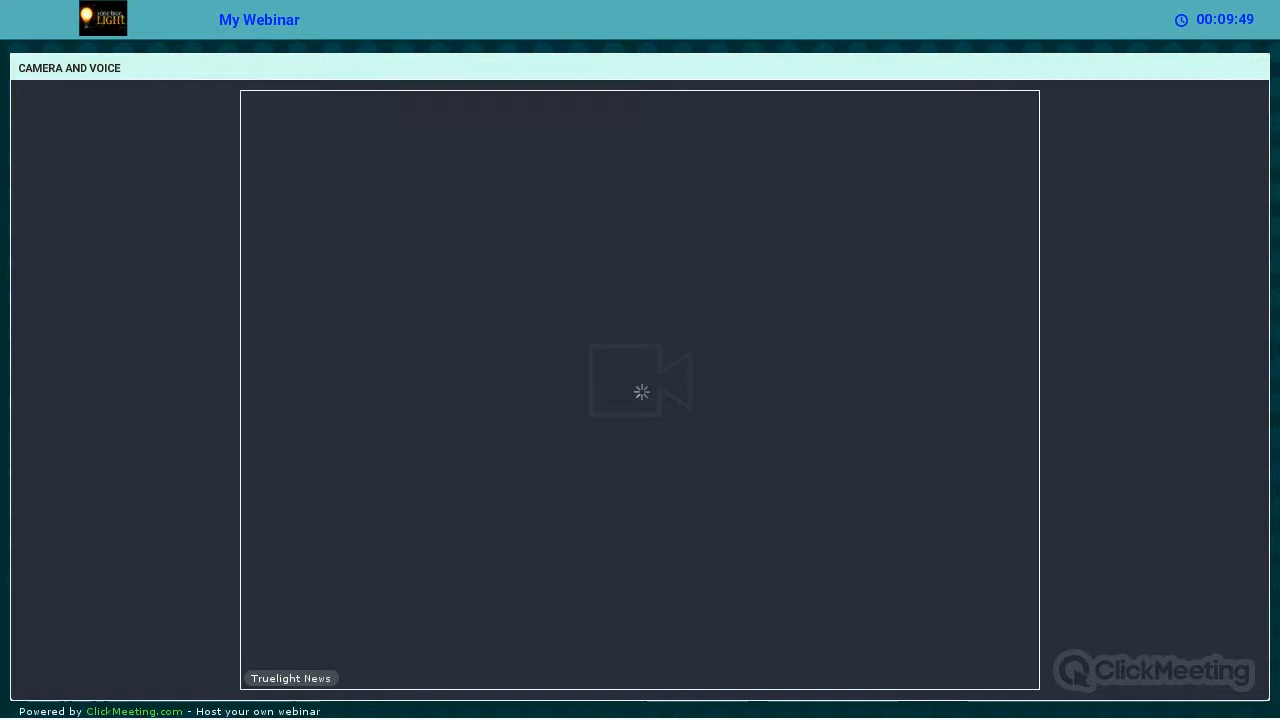 LIGHT
My Webinar
00:09:49
CAMERA AND VOICE
Truelight News
ClickMeeting
Powered by ClickMeeting.com - Host your own webinar